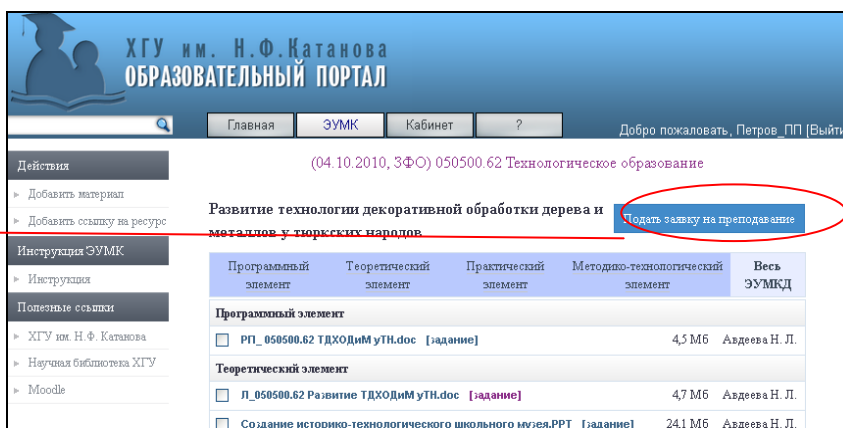 ХГУ им. Н.Ф.Катанова
ОБРАЗОВАТЕЛЬНЫЙ ПОРТАЛ
Главная ЭУМК Кабинет ?
Добро пожаловать, Петров_ПП [Выйти
Действия
Добавить материал
Добавить ссылку на ресурс
Инструкция ЭУМК
Инструкция
Полезные ссылки
ХГУ им. Н.Ф. Катанова
Научная библиотека ХГУ
Moodle
(04.10.2010, ЗФО) 050500.62 Технологическое образование
Развитие технологии декоративной обработки дерева и
металлов у тюркских народов
Подать заявку на преподавание
Программный элемент Теоретический элемент Практический элемент Методико-технологический элемент Весь ЭУМКД
Программный элемент
РП_ 050500.62 ТДХОДиМ уТН.doc [задание] 4,5 Мб Авдеева Н. Л.
Теоретический элемент
Л_050500.62 Развитие ТДХОДиМ уТН.doc [задание] 4,7 Мб Авдеева Н. Л.
Создание историко-технологического школьного музея.PPT [задание] 24,1 Мб Авдеева Н. Л.